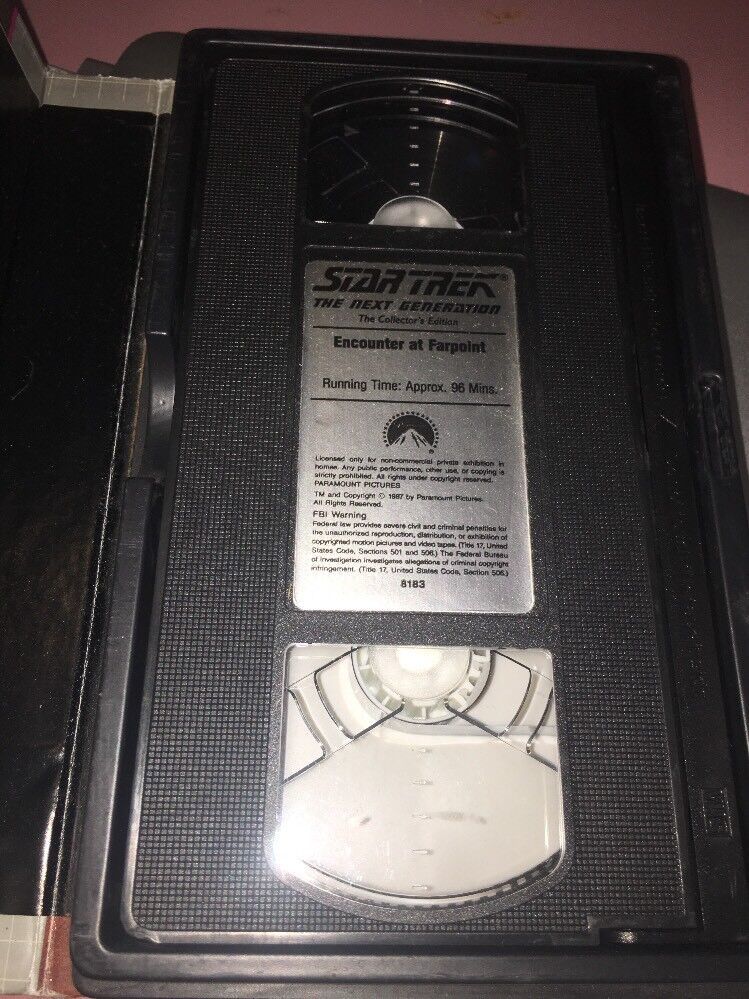 STAR TREK®
THE NEXT GENERATION
The Collector's Edition
Encounter at Farpoint
Running Time: Approx. 96 Mins.
Licensed only for non-commercial private exhibition in
homes. Any public performance, other use, or copying is
strictly prohibited. All rights under copyright reserved.
PARAMOUNT PICTURES
TM and Copyright © 1987 by Paramount Pictures.
All Rights Reserved.
FBI Warning
Federal law provides severe civil and criminal penalties for
the unauthorized reproduction, distribution, or exhibition of
copyrighted motion pictures and video tapes. (Title 17, United
States Code, Sections 501 and 506.) The Federal Bureau
of Investigation investigates allegations of criminal copyright
infringement. (Title 17, United States Code, Section 506.)
8183